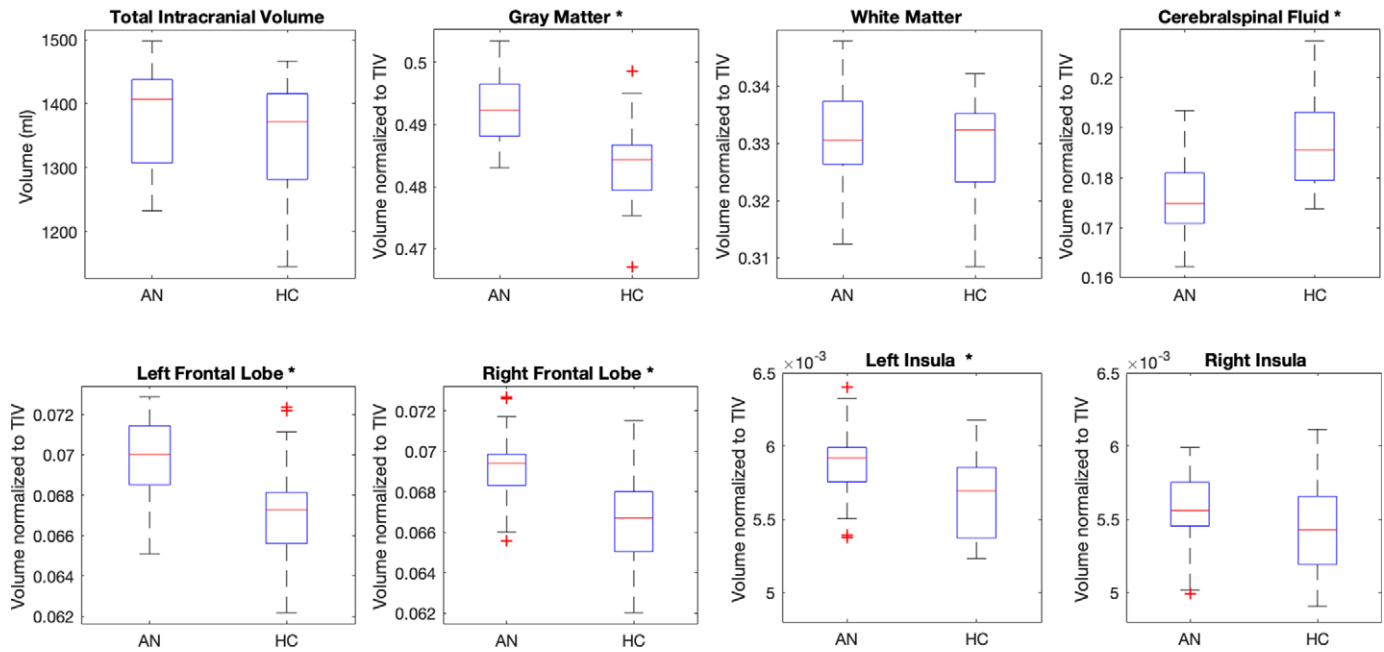 Total Intracranial Volume
Volume (ml)
1500
1400
1300
1200
AN HC
Gray Matter *
Volume normalized to TIV
0.5
0.49
0.48
0.47
AN HC
White Matter
Volume normalized to TIV
0.34
0.33
0.32
0.31
AN HC
Cerebralspinal Fluid *
Volume normalized to TIV
0.2
0.19
0.18
0.17
0.16
AN HC
Left Frontal Lobe *
Volume normalized to TIV
0.072
0.07
0.068
0.066
0.064
0.062
AN HC
Right Frontal Lobe *
Volume normalized to TIV
0.072
0.07
0.068
0.066
0.064
0.062
AN HC
Left Insula *
×10⁻³
Volume normalized to TIV
6.5
6
5.5
5
AN HC
Right Insula
×10⁻³
Volume normalized to TIV
6.5
6
5.5
5
AN HC